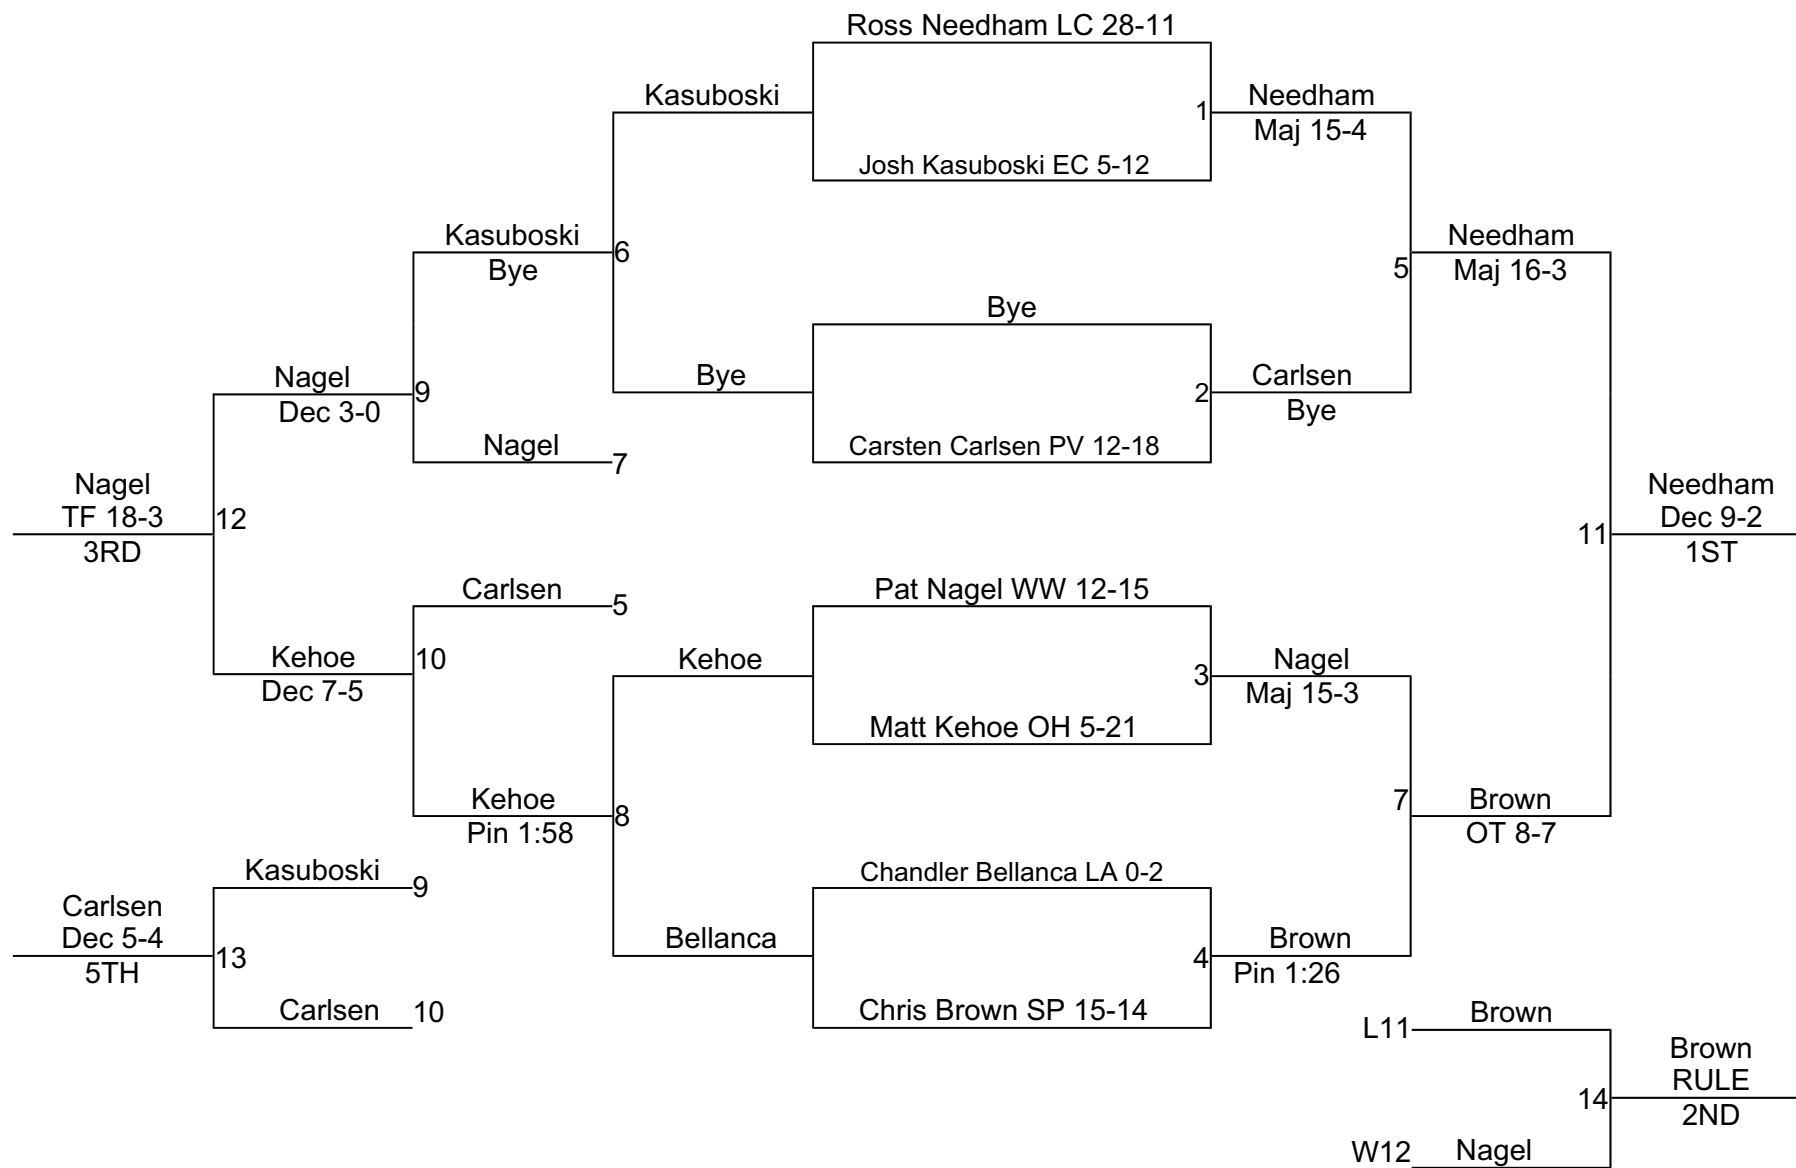 Ross Needham LC 28-11
Kasuboski
1
Needham
Maj 15-4
Josh Kasuboski EC 5-12
Kasuboski
Bye
6
Needham
Maj 16-3
5
Bye
Nagel
Dec 3-0
9
Bye
2
Carlsen
Bye
Nagel
7
Carsten Carlsen PV 12-18
Nagel
TF 18-3
3RD
12
11
Needham
Dec 9-2
1ST
Carlsen
5
Pat Nagel WW 12-15
Kehoe
Dec 7-5
10
Kehoe
3
Nagel
Maj 15-3
Matt Kehoe OH 5-21
Kehoe
Pin 1:58
8
7
Brown
OT 8-7
Kasuboski
9
Chandler Bellanca LA 0-2
Carlsen
Dec 5-4
5TH
13
Bellanca
4
Brown
Pin 1:26
Carlsen
10
Chris Brown SP 15-14
L11
Brown
14
Brown
RULE
2ND
W12
Nagel